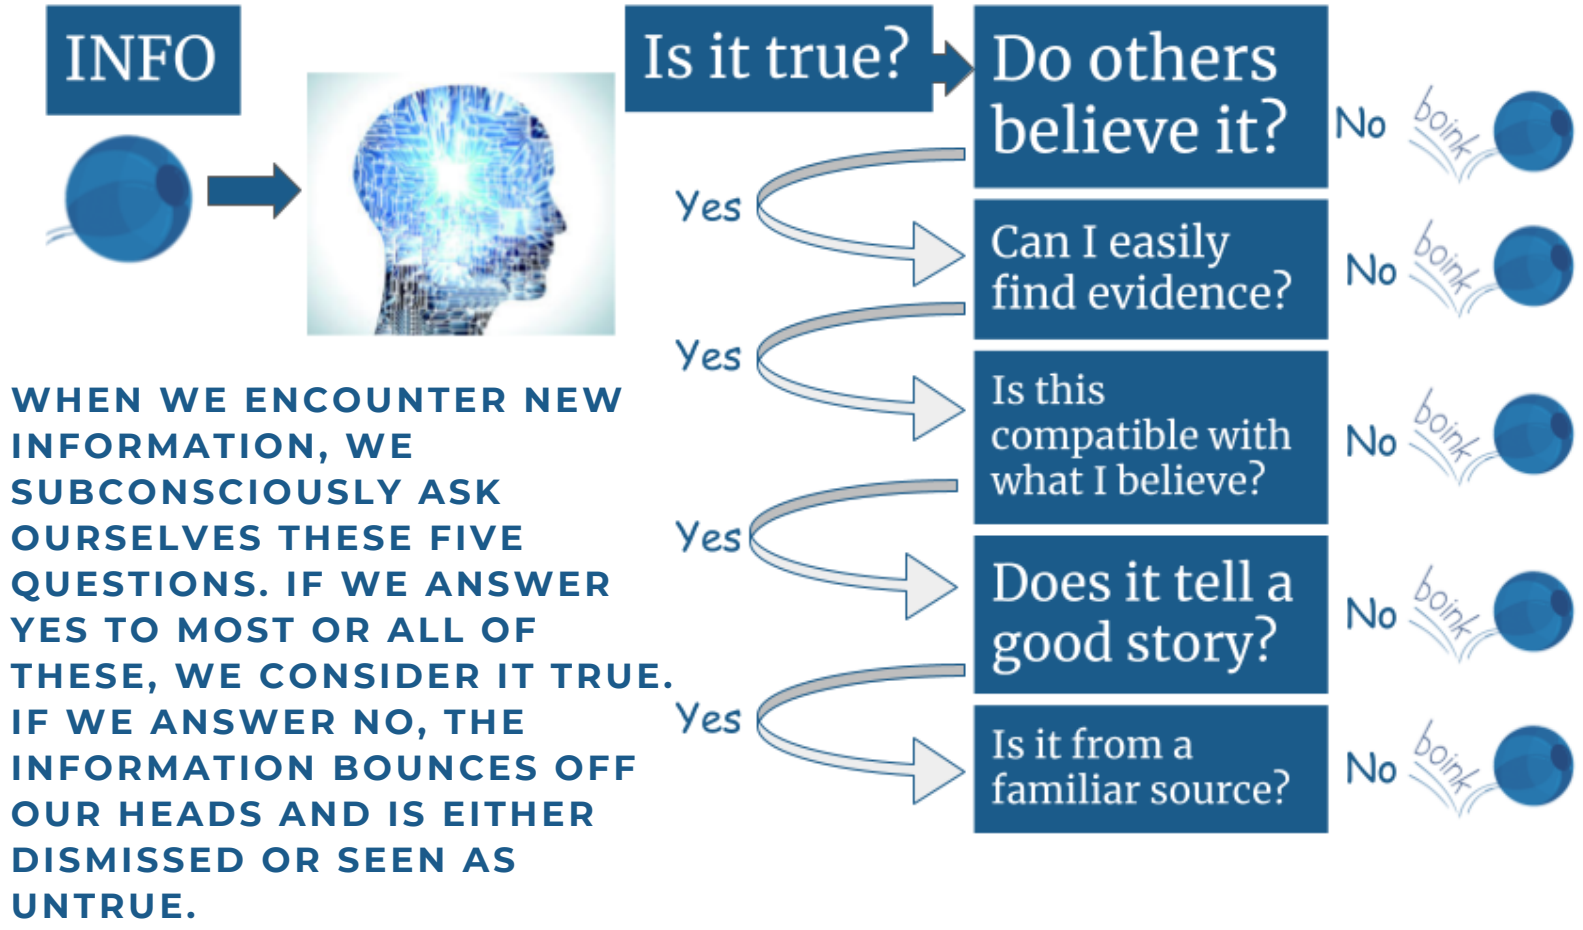 INFO
Is it true?
Do others
believe it?
No
boink
Yes
Can I easily
find evidence?
No
boink
Yes
Is this
compatible with
what I believe?
No
boink
Yes
Does it tell a
good story?
No
boink
Yes
Is it from a
familiar source?
No
boink
WHEN WE ENCOUNTER NEW
INFORMATION, WE
SUBCONSCIOUSLY ASK
OURSELVES THESE FIVE
QUESTIONS. IF WE ANSWER
YES TO MOST OR ALL OF
THESE, WE CONSIDER IT TRUE.
IF WE ANSWER NO, THE
INFORMATION BOUNCES OFF
OUR HEADS AND IS EITHER
DISMISSED OR SEEN AS
UNTRUE.